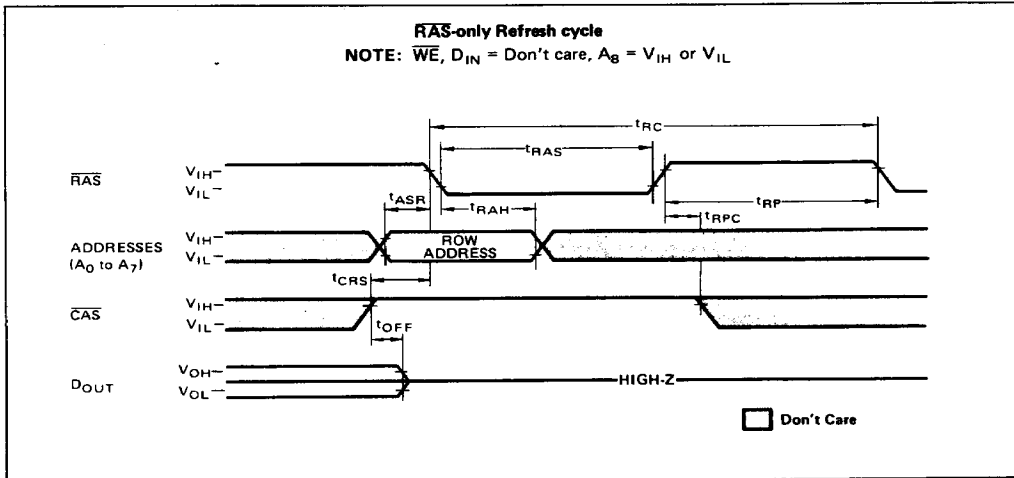 RAS-only Refresh cycle
NOTE: WE, DIN = Don't care, A8 = VIH or VIL
tRC
tRAS
RAS
VIH
VIL
tASR
tRAH
tRP
tRPC
ADDRESSES
(A0 to A7)
VIH
VIL
ROW
ADDRESS
tCRS
CAS
VIH
VIL
tOFF
DOUT
VOH
VOL
HIGH-Z
Don't Care